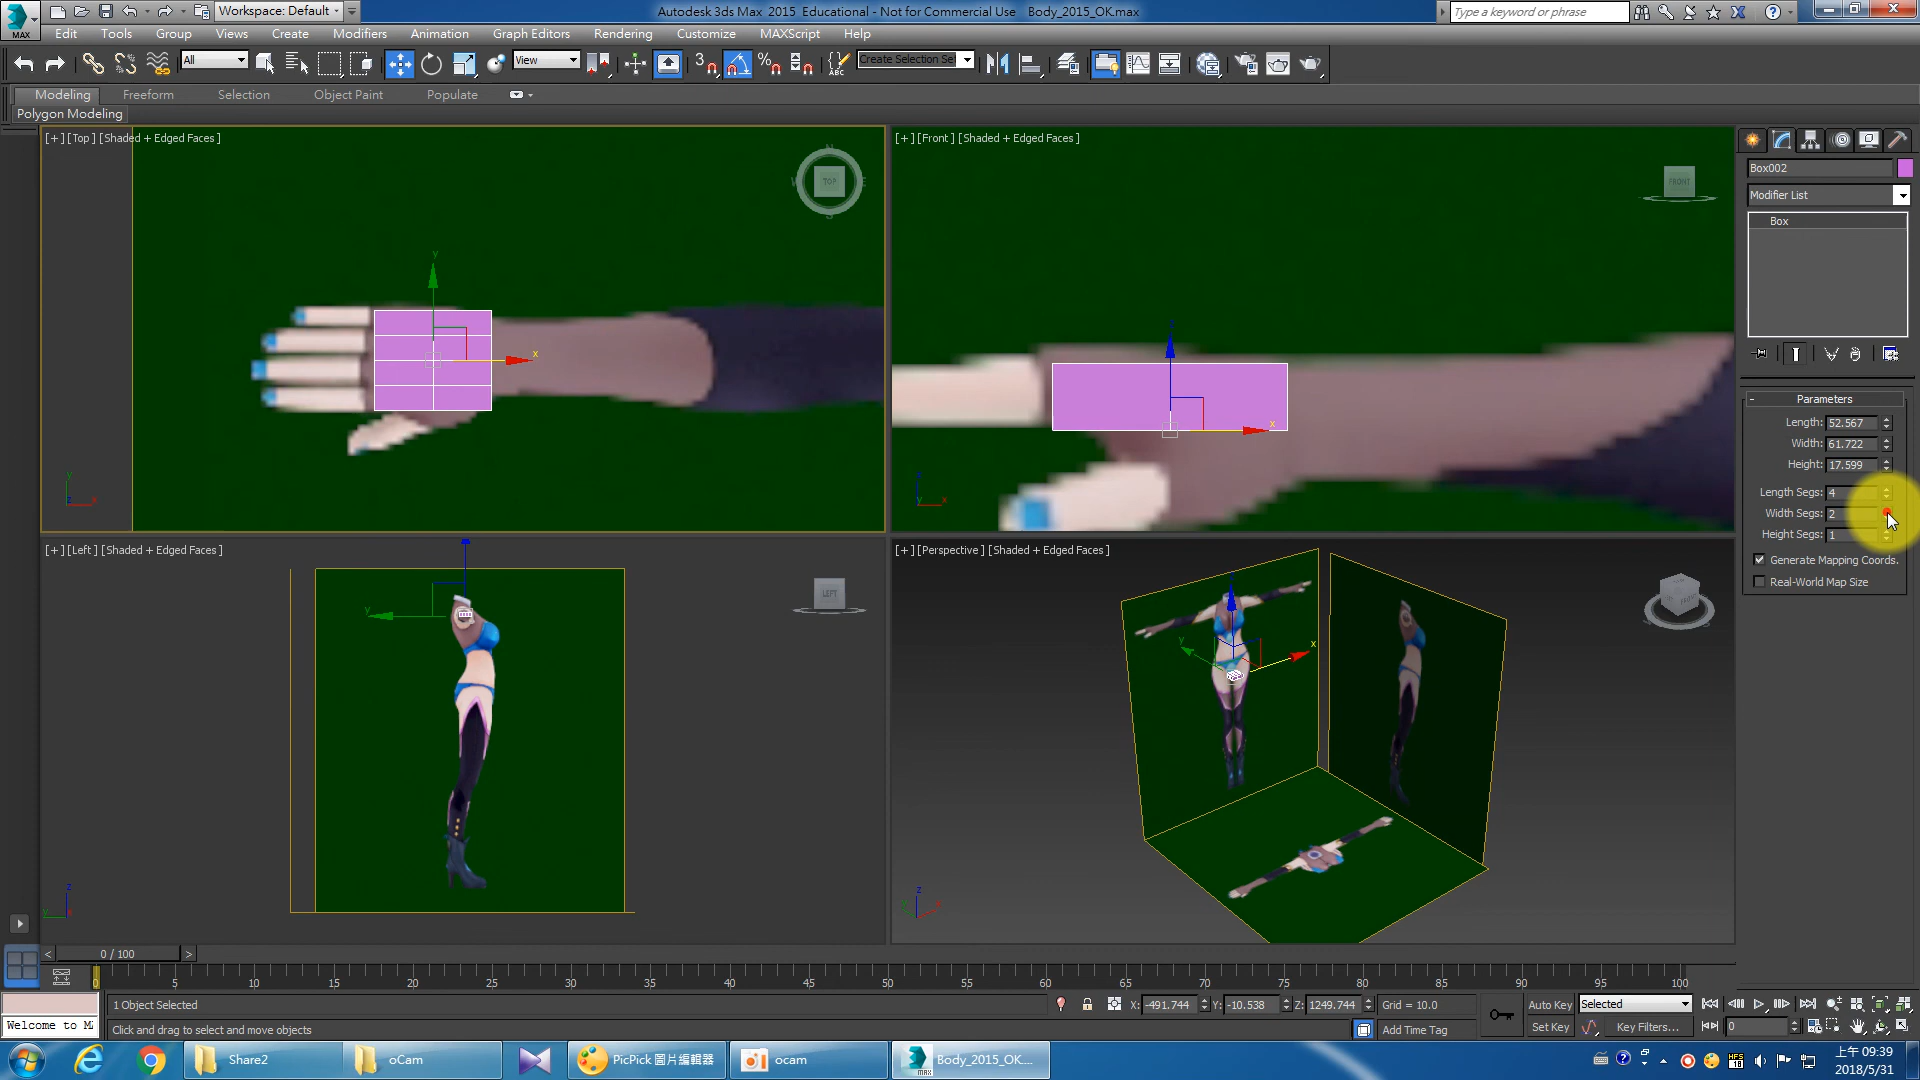 Workspace: Default
Autodesk 3ds Max 2015 Educational - Not for Commercial Use Body_2015_OK.max
Type a keyword or phrase
MAX
Edit Tools Group Views Create Modifiers Animation Graph Editors Rendering Customize MAXScript Help
All
View
3
Create Selection Se
ABC
Modeling Freeform Selection Object Paint Populate
Polygon Modeling
[+][Top][Shaded + Edged Faces]
TOP
[+][Front][Shaded + Edged Faces]
FRONT
Box002
Modifier List
Box
Parameters
Length: 52.567
Width: 61.722
Height: 17.599
Length Segs: 4
Width Segs: 2
Height Segs: 1
Generate Mapping Coords.
Real-World Map Size
[+][Left][Shaded + Edged Faces]
LEFT
[+][Perspective][Shaded + Edged Faces]
FRONT
< 0 / 100 >
0 5 10 15 20 25 30 35 40 45 50 55 60 65 70 75 80 85 90 95 100
1 Object Selected
X: -491.744 Y: -10.538 Z: 1249.744 Grid = 10.0
Auto Key Selected
Welcome to M
Click and drag to select and move objects
Add Time Tag
Set Key Key Filters... 0
Share2
oCam
PicPick 圖片編輯器
ocam
Body_2015_OK....
上午 09:39
2018/5/31